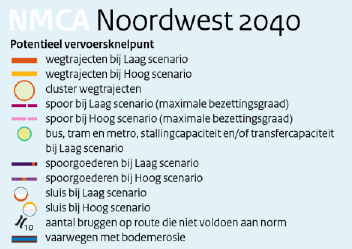 NMCA Noordwest 2040
Potentieel vervoersknelpunt
wegtrajecten bij Laag scenario
wegtrajecten bij Hoog scenario
cluster wegtrajecten
spoor bij Laag scenario (maximale bezettingsgraad)
spoor bij Hoog scenario (maximale bezettingsgraad)
bus, tram en metro, stallingcapaciteit en/of transfercapaciteit
bij Laag scenario
spoorgoederen bij Laag scenario
spoorgoederen bij Hoog scenario
sluis bij Laag scenario
sluis bij Hoog scenario
10 aantal bruggen op route die niet voldoen aan norm
vaarwegen met bodemerosie